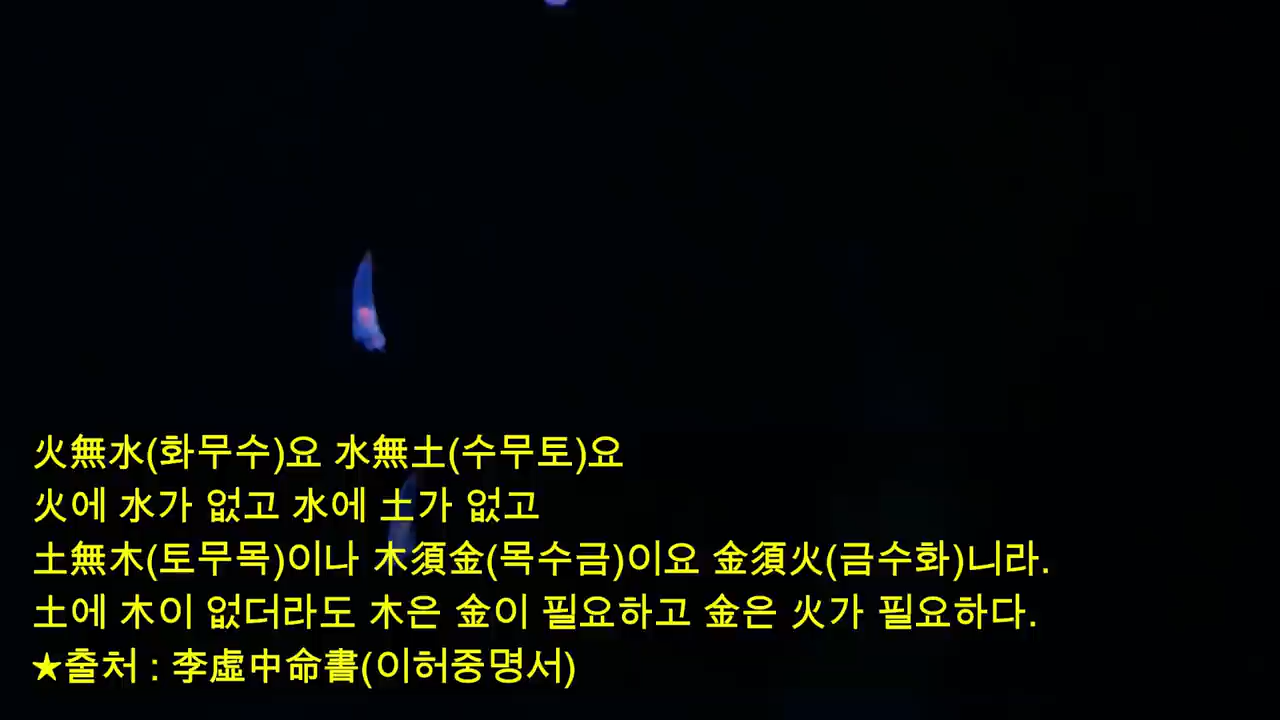 火無水(화무수)요 水無土(수무토)요
火에 水가 없고 水에 土가 없고
土無木(토무목)이나 木須金(목수금)이요 金須火(금수화)니라.
土에 木이 없더라도 木은 金이 필요하고 金은 火가 필요하다.
★출처 : 李虛中命書(이허중명서)